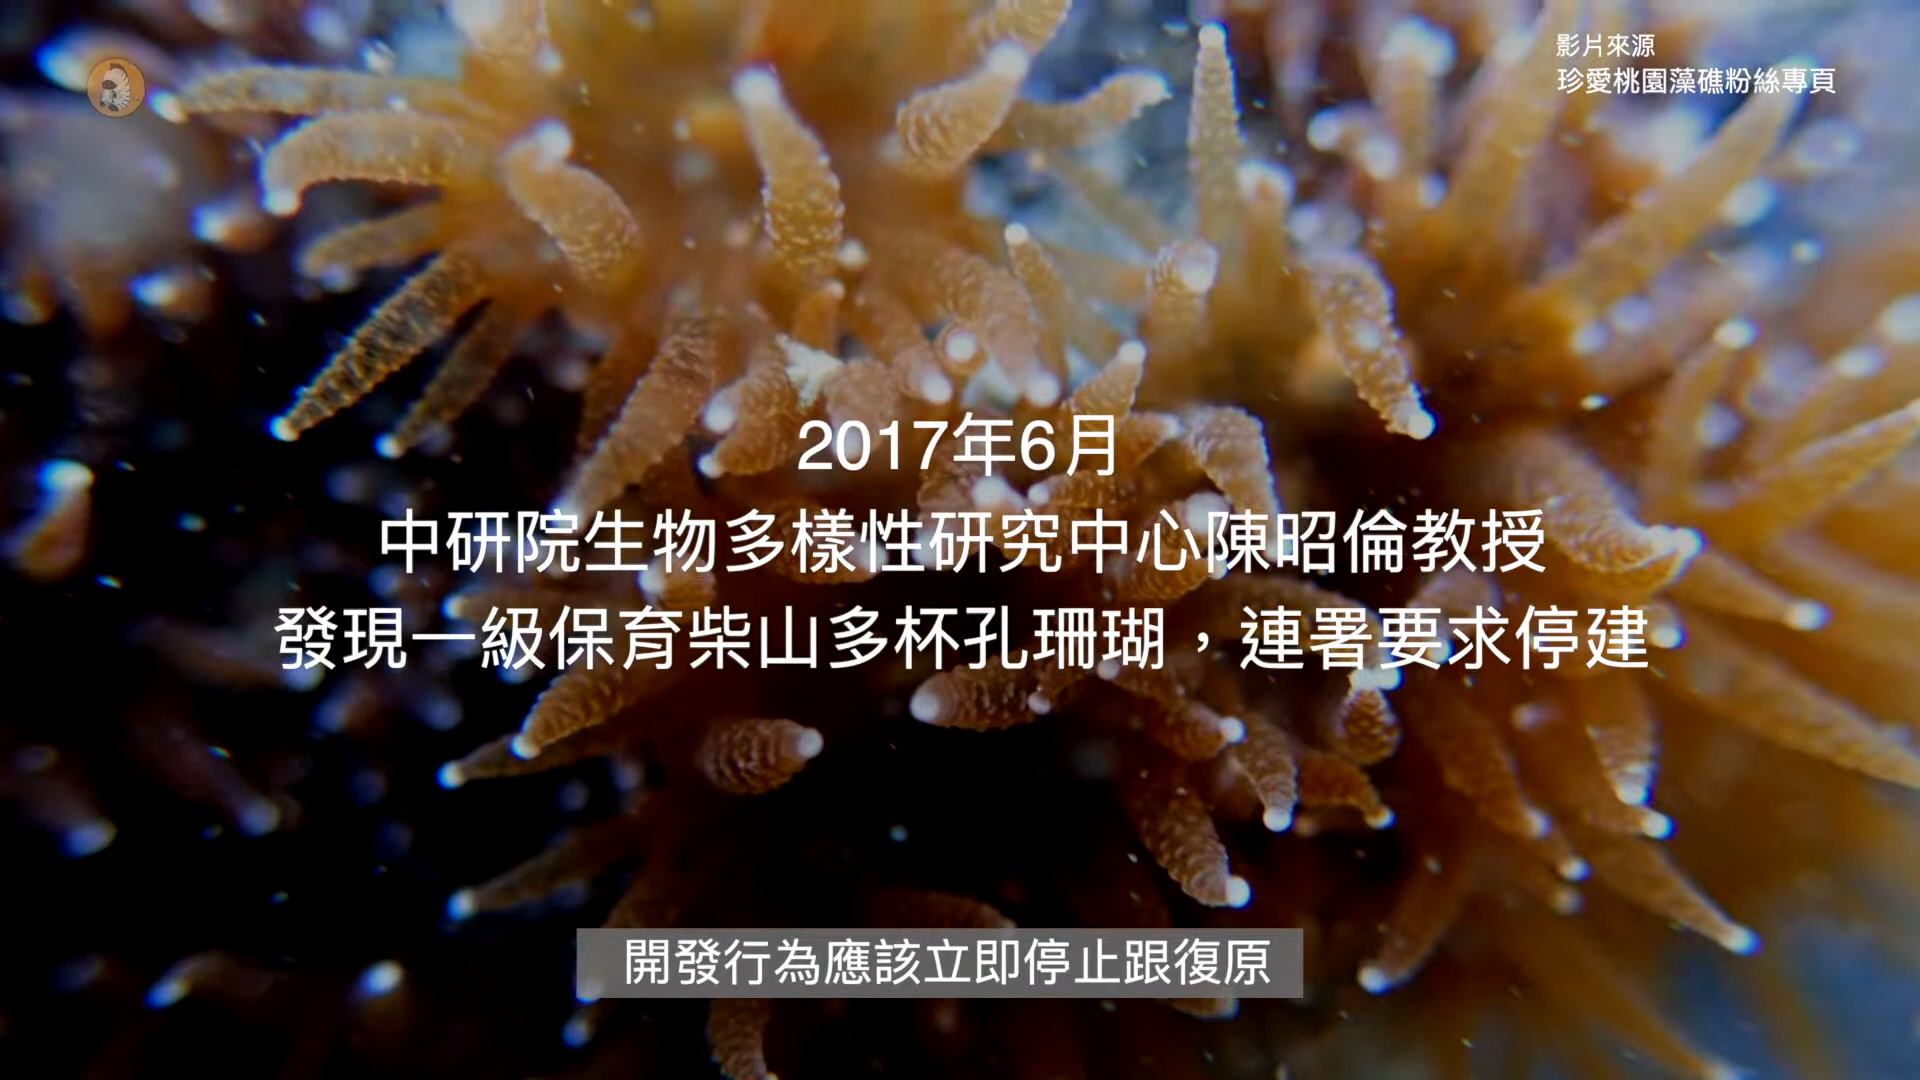 影片來源
珍愛桃園藻礁粉絲專頁
2017年6月
中研院生物多樣性研究中心陳昭倫教授
發現一級保育柴山多杯孔珊瑚，連署要求停建
開發行為應該立即停止跟復原